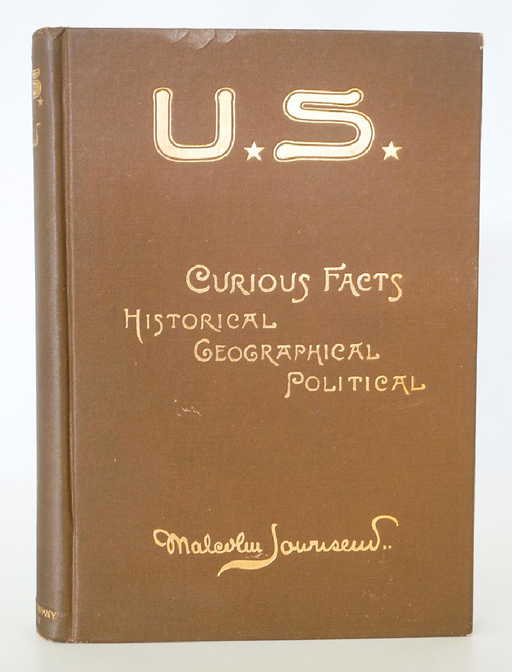 U.S.
CURIOUS FACTS
HISTORICAL
GEOGRAPHICAL
POLITICAL
Malcolm Townsend..